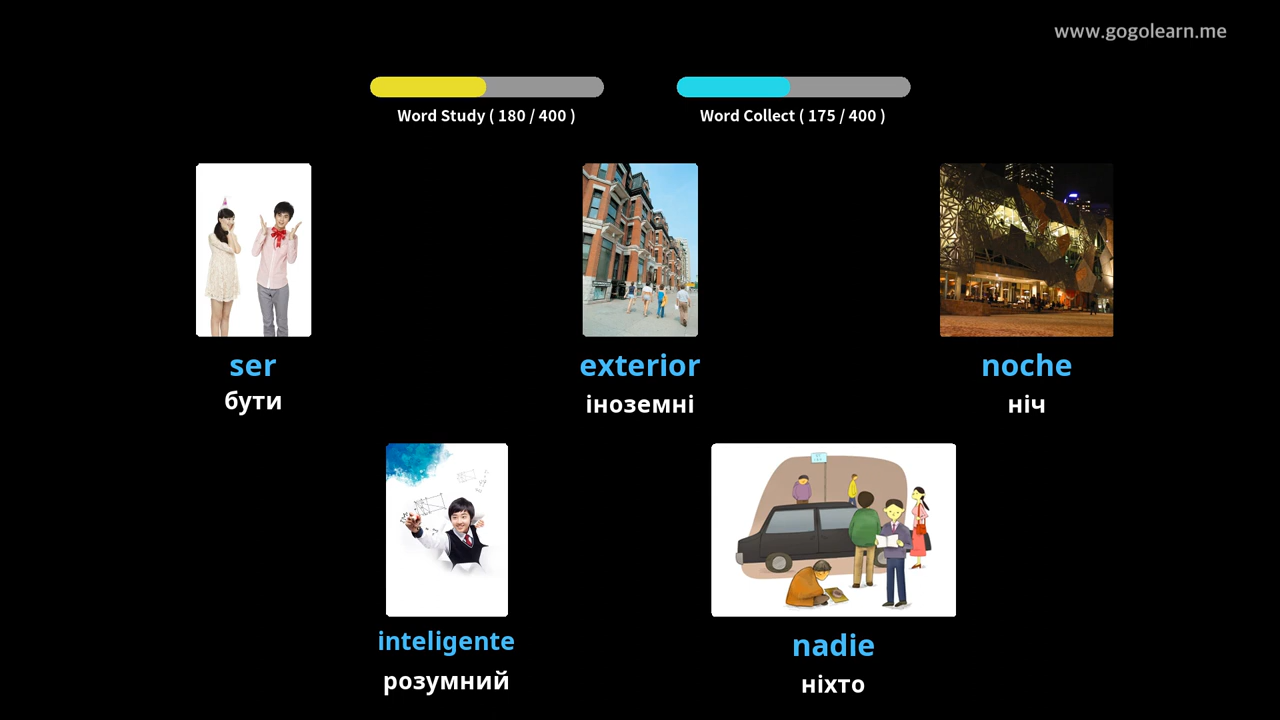 www.gogolearn.me
Word Study ( 180 / 400 )
Word Collect ( 175 / 400 )
ser
бути
exterior
іноземні
noche
ніч
inteligente
розумний
nadie
ніхто